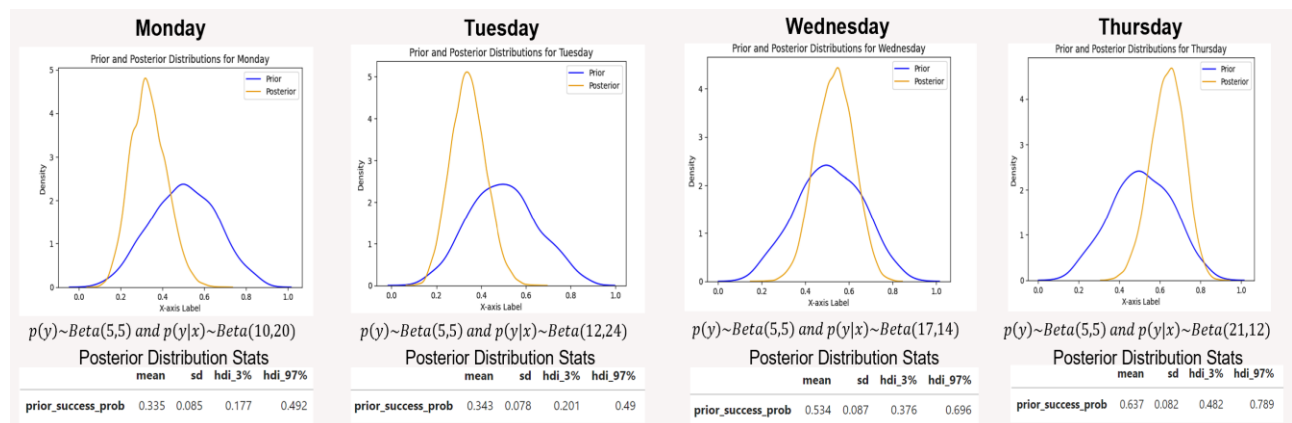 Monday
Prior and Posterior Distributions for Monday
Prior
Posterior
5
4
3
2
1
0
Density
0.0 0.2 0.4 0.6 0.8 1.0
X-axis Label
p(y)~Beta(5,5) and p(y|x)~Beta(10,20)
Posterior Distribution Stats
mean sd hdi_3% hdi_97%
prior_success_prob 0.335 0.085 0.177 0.492
Tuesday
Prior and Posterior Distributions for Tuesday
Prior
Posterior
5
4
3
2
1
0
Density
0.0 0.2 0.4 0.6 0.8 1.0
X-axis Label
p(y)~Beta(5,5) and p(y|x)~Beta(12,24)
Posterior Distribution Stats
mean sd hdi_3% hdi_97%
prior_success_prob 0.343 0.078 0.201 0.49
Wednesday
Prior and Posterior Distributions for Wednesday
Prior
Posterior
4
3
2
1
0
Density
0.0 0.2 0.4 0.6 0.8 1.0
X-axis Label
p(y)~Beta(5,5) and p(y|x)~Beta(17,14)
Posterior Distribution Stats
mean sd hdi_3% hdi_97%
prior_success_prob 0.534 0.087 0.376 0.696
Thursday
Prior and Posterior Distributions for Thursday
Prior
Posterior
4
3
2
1
0
Density
0.0 0.2 0.4 0.6 0.8 1.0
X-axis Label
p(y)~Beta(5,5) and p(y|x)~Beta(21,12)
Posterior Distribution Stats
mean sd hdi_3% hdi_97%
prior_success_prob 0.637 0.082 0.482 0.789